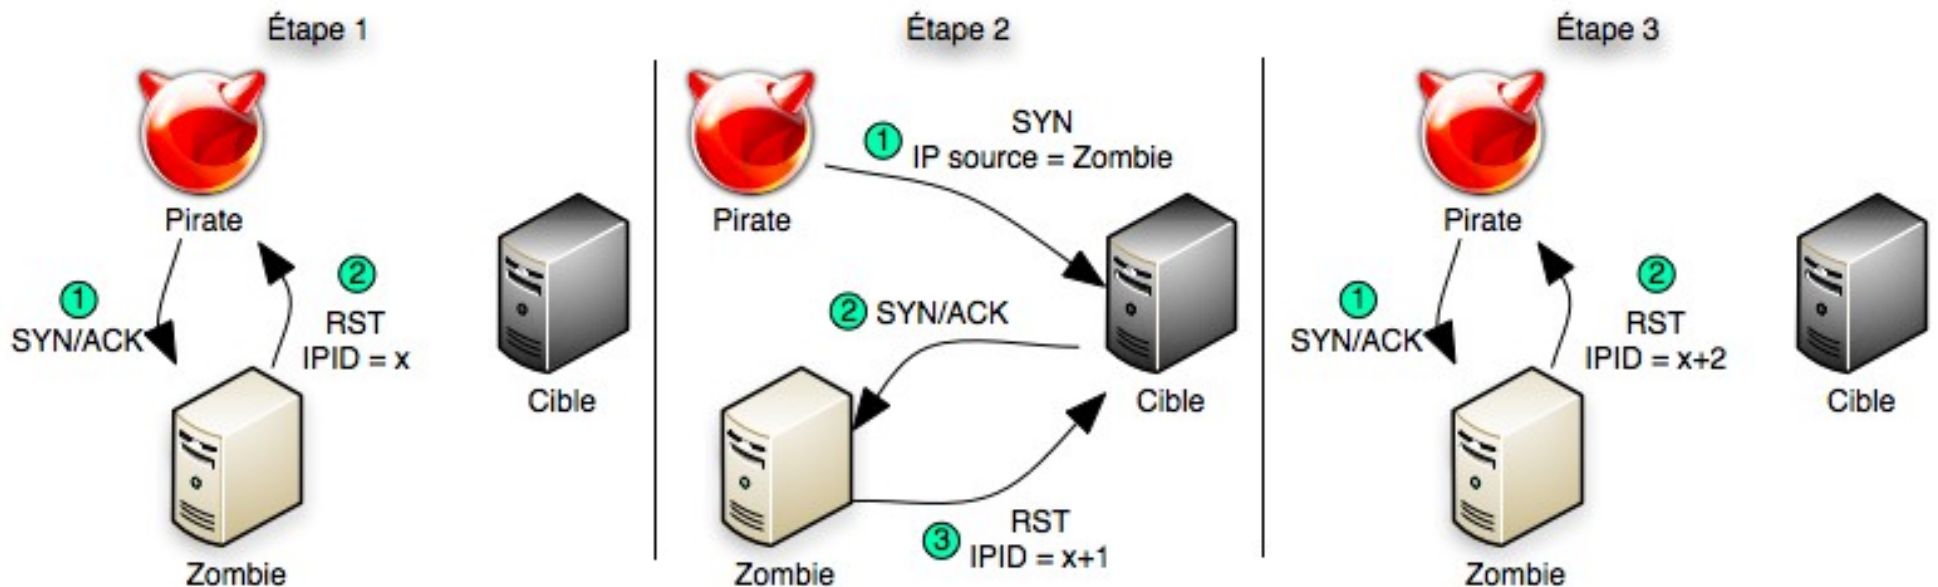 Étape 1
Pirate
1
SYN/ACK
2
RST
IPID = x
Cible
Zombie
Étape 2
Pirate
1
SYN
IP source = Zombie
2
SYN/ACK
Cible
3
RST
IPID = x+1
Zombie
Étape 3
Pirate
1
SYN/ACK
2
RST
IPID = x+2
Cible
Zombie